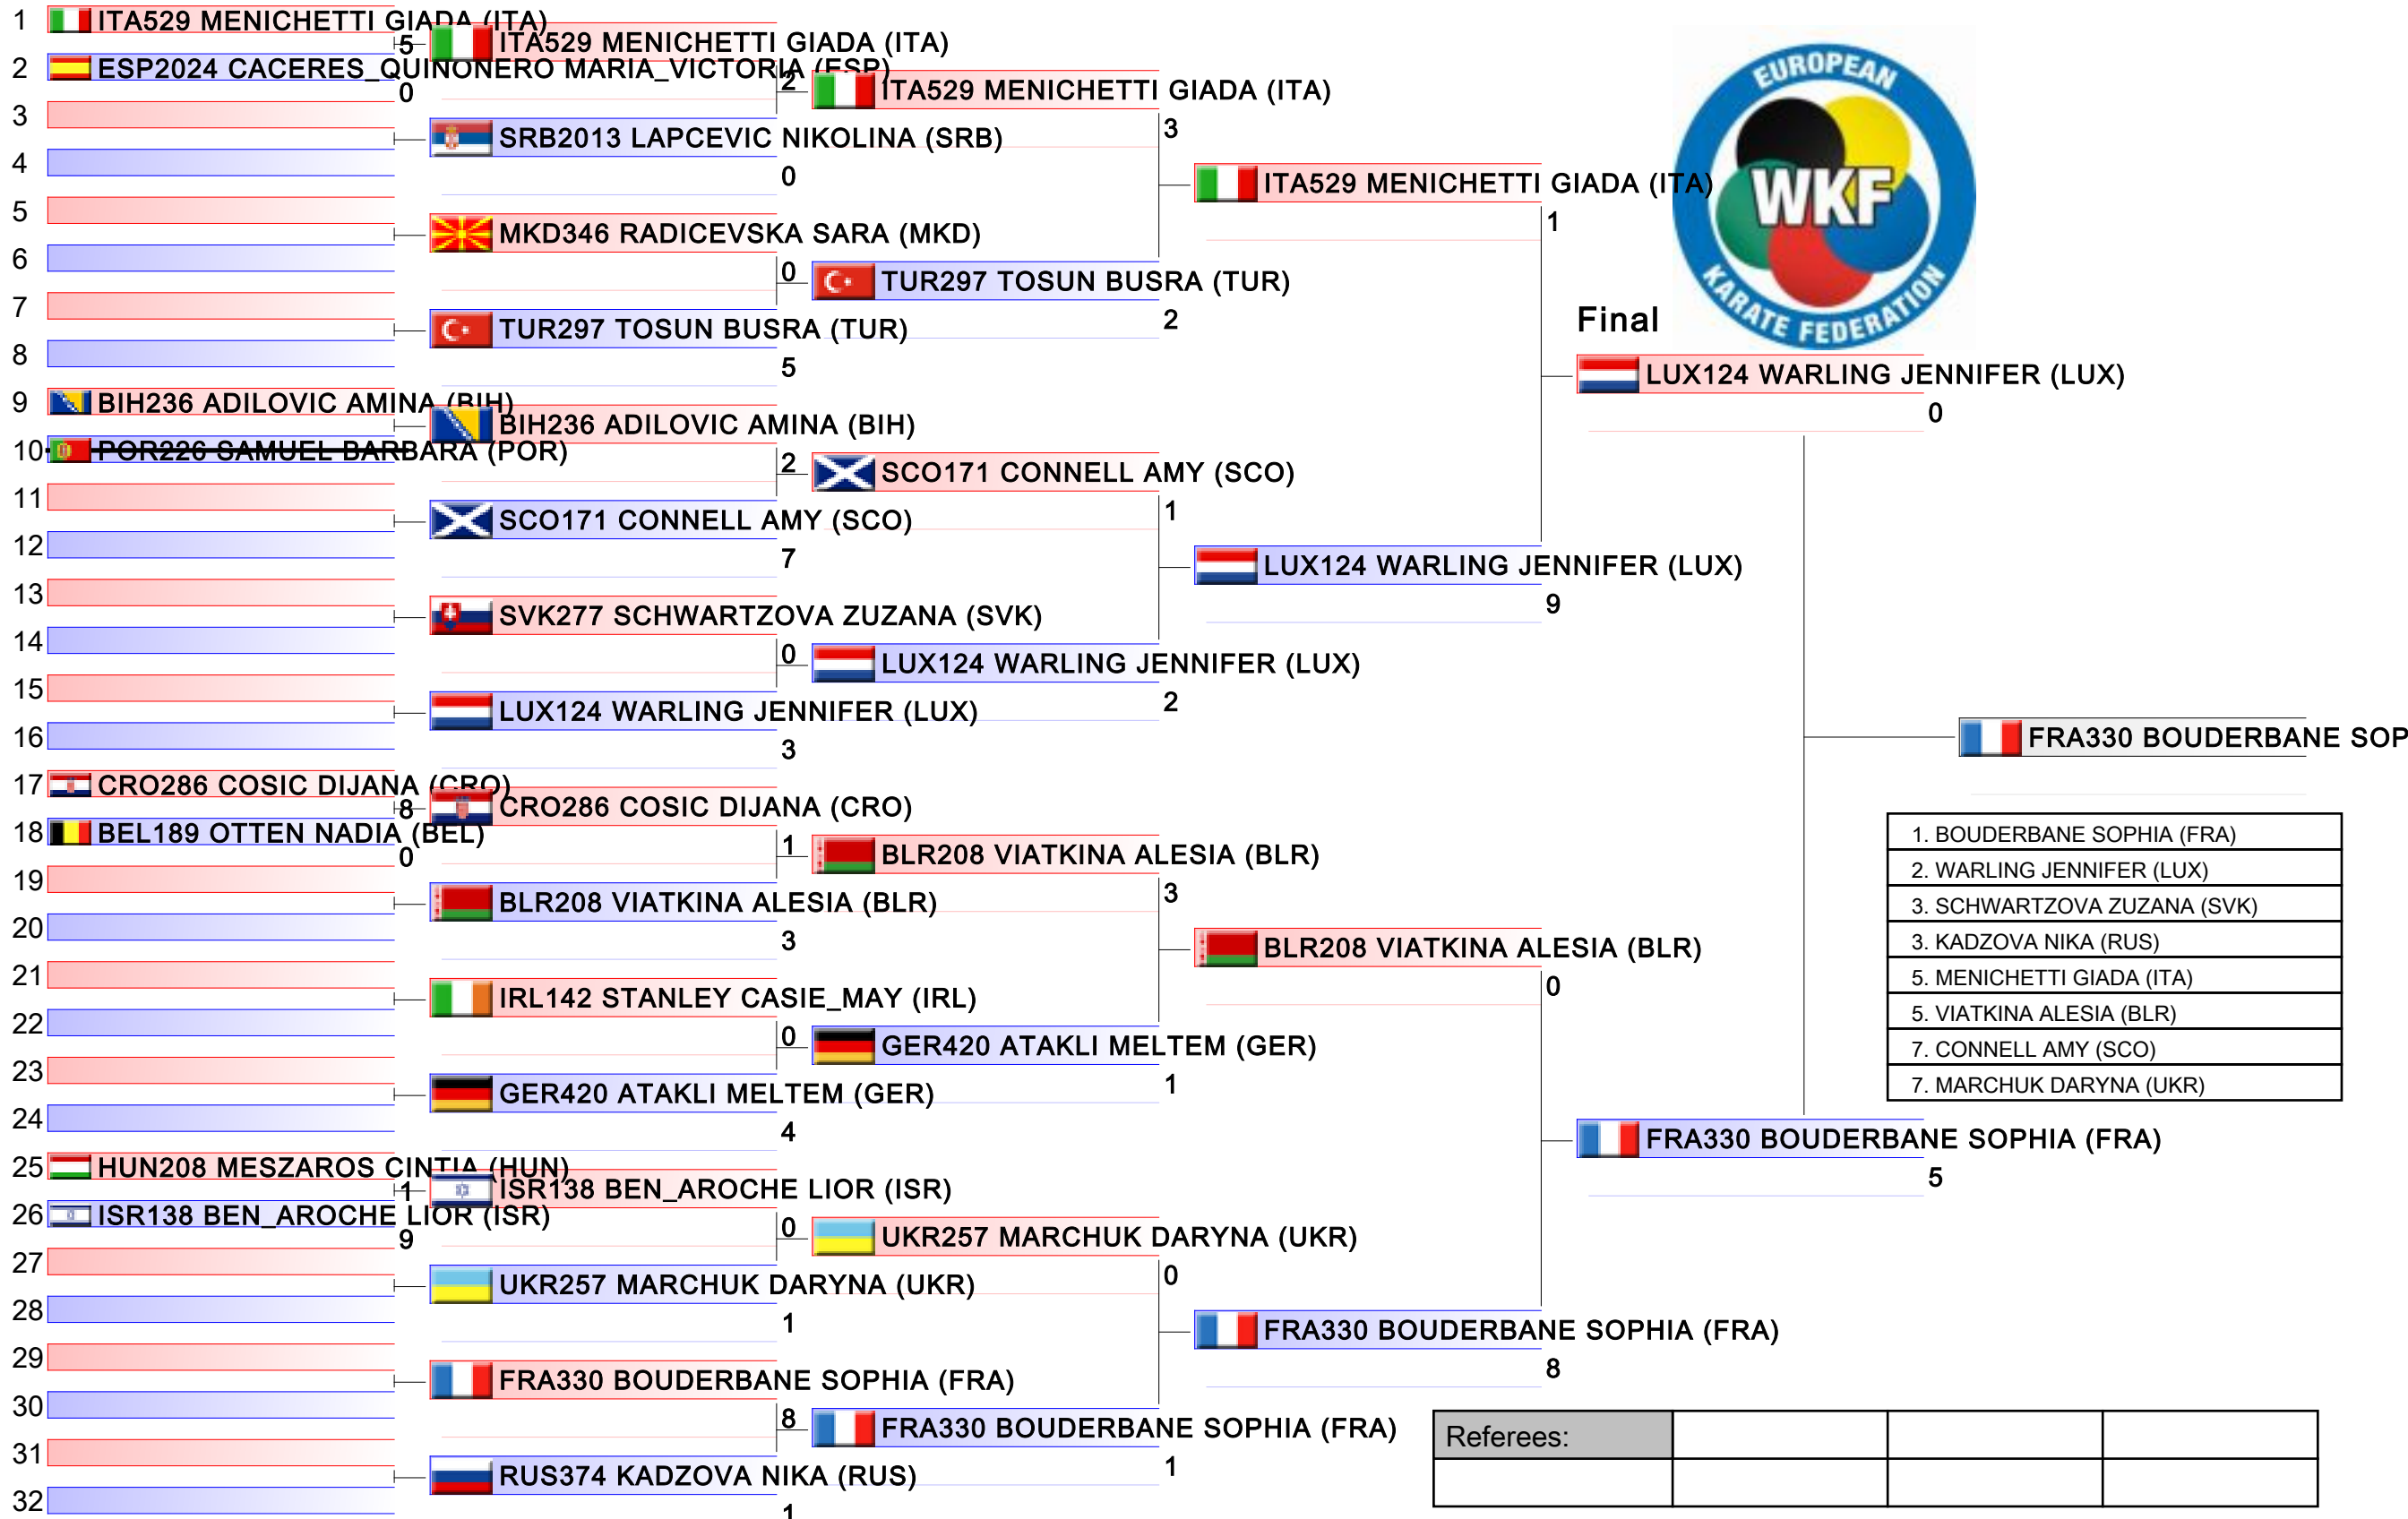 1 ITA529 MENICHETTI GIADA (ITA)
5
2 ESP2024 CACERES_QUINONERO MARIA_VICTORIA (ESP)
0
3
4
5
6
7
8
9 BIH236 ADILOVIC AMINA (BIH)
10 POR226 SAMUEL BARBARA (POR)
11
12
13
14
15
16
17 CRO286 COSIC DIJANA (CRO)
8
18 BEL189 OTTEN NADIA (BEL)
0
19
20
21
22
23
24
25 HUN208 MESZAROS CINTIA (HUN)
1
26 ISR138 BEN_AROCHE LIOR (ISR)
9
27
28
29
30
31
32
ITA529 MENICHETTI GIADA (ITA)
2
SRB2013 LAPCEVIC NIKOLINA (SRB)
0
MKD346 RADICEVSKA SARA (MKD)
0
TUR297 TOSUN BUSRA (TUR)
5
BIH236 ADILOVIC AMINA (BIH)
2
SCO171 CONNELL AMY (SCO)
7
SVK277 SCHWARTZOVA ZUZANA (SVK)
0
LUX124 WARLING JENNIFER (LUX)
3
CRO286 COSIC DIJANA (CRO)
1
BLR208 VIATKINA ALESIA (BLR)
3
IRL142 STANLEY CASIE_MAY (IRL)
0
GER420 ATAKLI MELTEM (GER)
4
ISR138 BEN_AROCHE LIOR (ISR)
0
UKR257 MARCHUK DARYNA (UKR)
1
FRA330 BOUDERBANE SOPHIA (FRA)
8
RUS374 KADZOVA NIKA (RUS)
1
ITA529 MENICHETTI GIADA (ITA)
3
TUR297 TOSUN BUSRA (TUR)
2
SCO171 CONNELL AMY (SCO)
1
LUX124 WARLING JENNIFER (LUX)
2
BLR208 VIATKINA ALESIA (BLR)
3
GER420 ATAKLI MELTEM (GER)
1
UKR257 MARCHUK DARYNA (UKR)
0
FRA330 BOUDERBANE SOPHIA (FRA)
1
ITA529 MENICHETTI GIADA (ITA)
1
LUX124 WARLING JENNIFER (LUX)
9
BLR208 VIATKINA ALESIA (BLR)
0
FRA330 BOUDERBANE SOPHIA (FRA)
8
EUROPEAN
WKF
KARATE FEDERATION
Final
LUX124 WARLING JENNIFER (LUX)
0
FRA330 BOUDERBANE SOPHIA (FRA)
5
FRA330 BOUDERBANE SOP
1. BOUDERBANE SOPHIA (FRA)
2. WARLING JENNIFER (LUX)
3. SCHWARTZOVA ZUZANA (SVK)
3. KADZOVA NIKA (RUS)
5. MENICHETTI GIADA (ITA)
5. VIATKINA ALESIA (BLR)
7. CONNELL AMY (SCO)
7. MARCHUK DARYNA (UKR)
Referees: